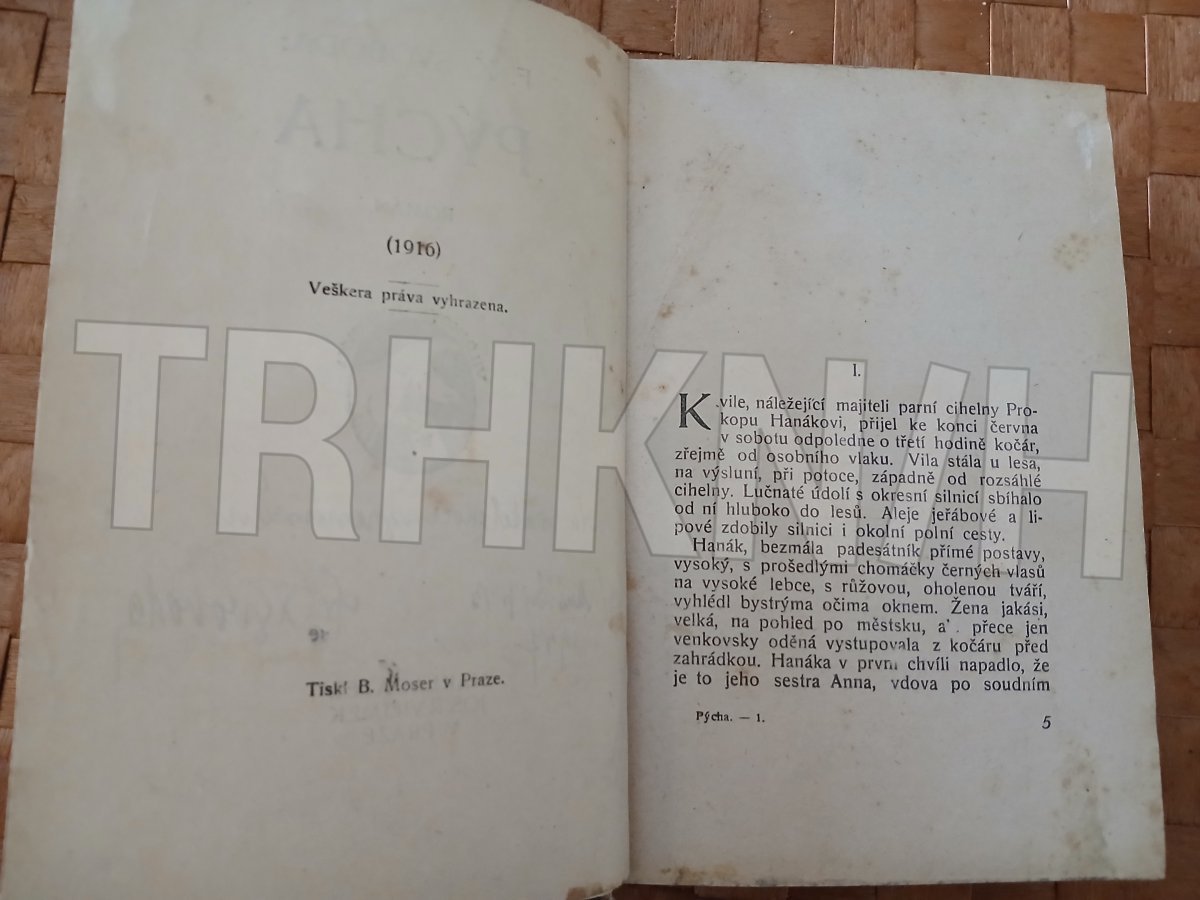 PÝCHA
(1916)
Veškera práva vyhrazena.
Tiskl B. Moser v Praze.
TRHKNIH
I.
K vile, náležející majiteli parní cihelny Pro-
kopu Hanákovi, přijel ke konci června
v sobotu odpoledne o třetí hodině kočár,
zřejmě od osobního vlaku. Vila stála u lesa,
na výsluní, při potoce, západně od rozsáhlé
cihelny. Lučnaté údolí s okresní silnicí sbíhalo
od ní hluboko do lesů. Aleje jeřábové a li-
pové zdobily silnici i okolní polní cesty.
Hanák, bezmála padesátník přímé postavy,
vysoký, s prošedlými chomáčky černých vlasů
na vysoké lebce, s růžovou, oholenou tváří,
vyhlédl bystrýma očima oknem. Žena jakási,
velká, na pohled po městsku, a přece jen
venkovsky oděná vystupovala z kočáru před
zahrádkou. Hanáka v první chvíli napadlo, že
je to jeho sestra Anna, vdova po soudním
Pýcha. — 1.
5